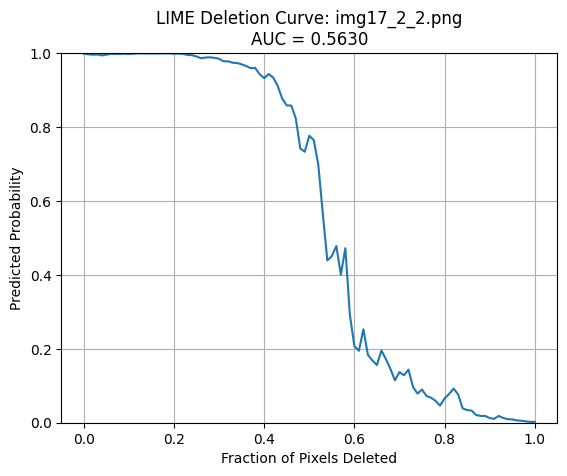 LIME Deletion Curve: img17_2_2.png
AUC = 0.5630
Predicted Probability
1.0
0.8
0.6
0.4
0.2
0.0
0.0 0.2 0.4 0.6 0.8 1.0
Fraction of Pixels Deleted